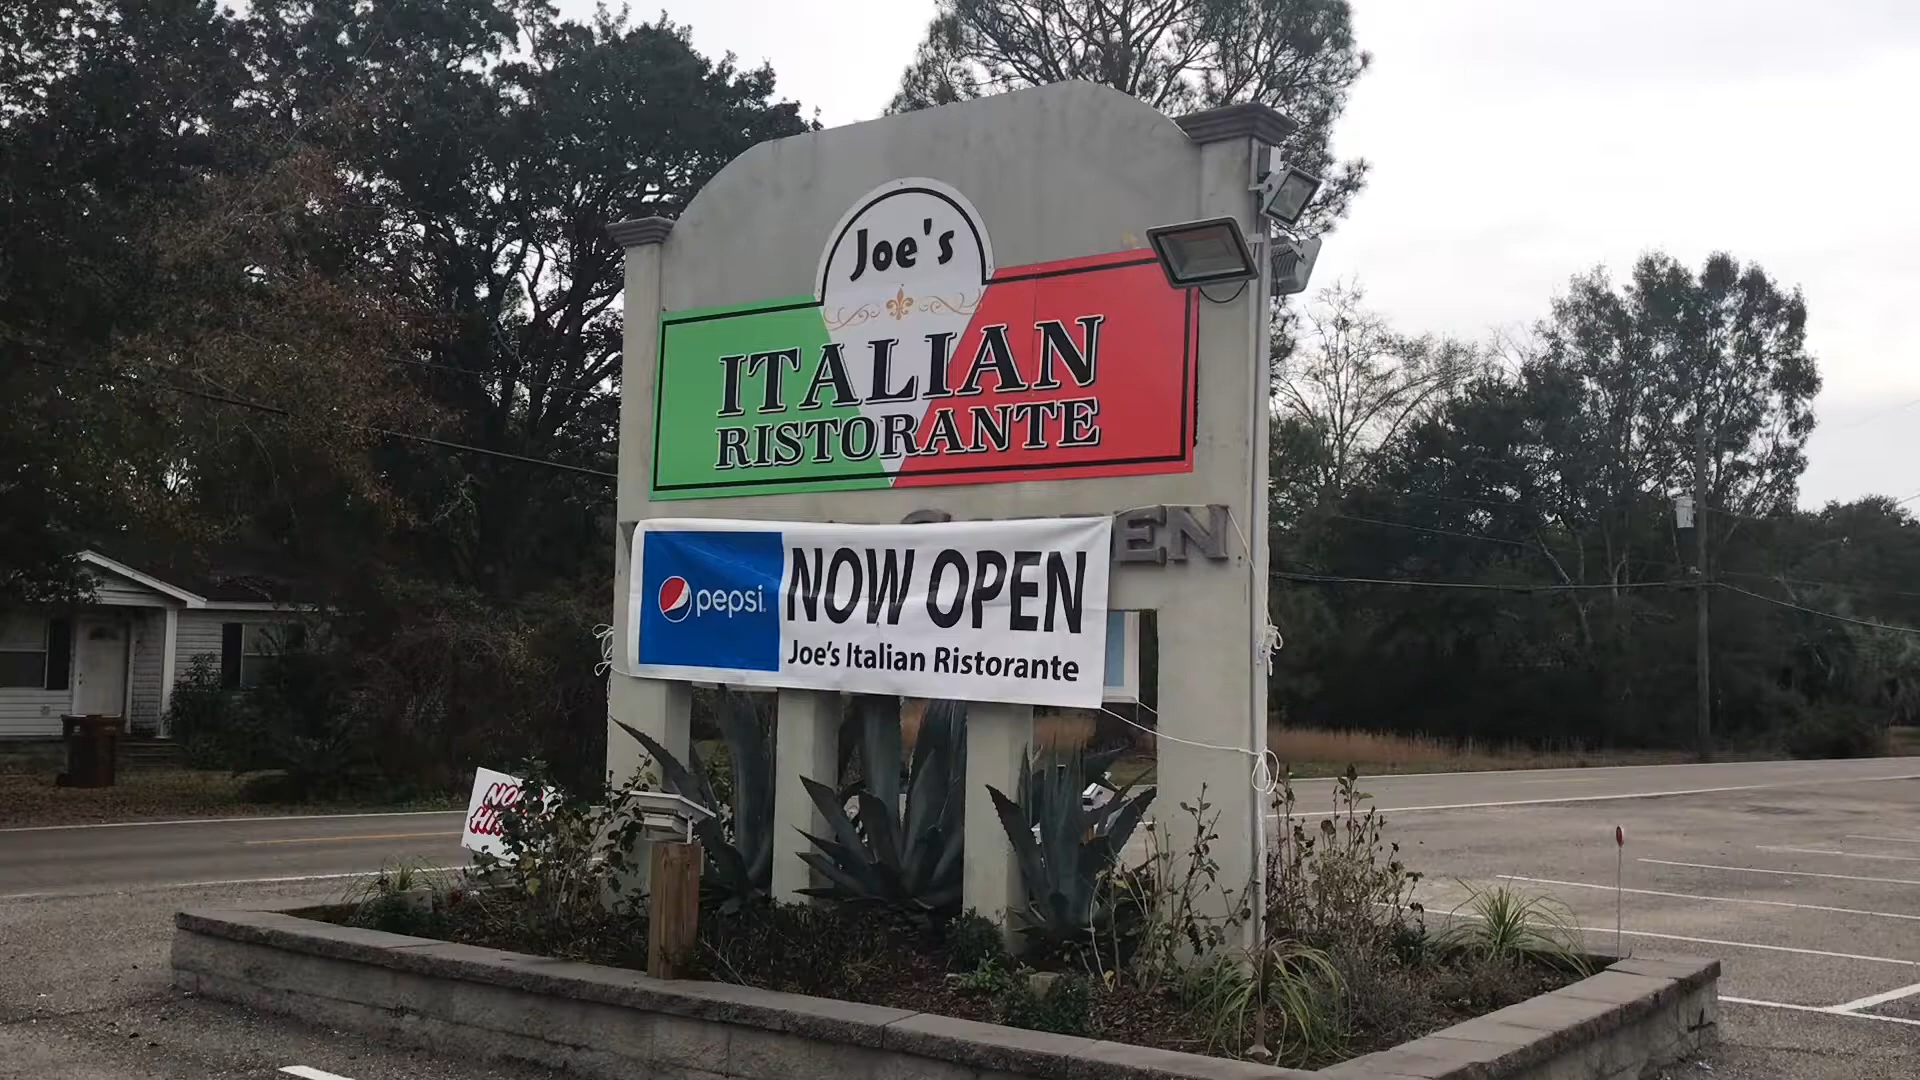 Joe's
ITALIAN
RISTORANTE
pepsi
NOW OPEN
Joe's Italian Ristorante